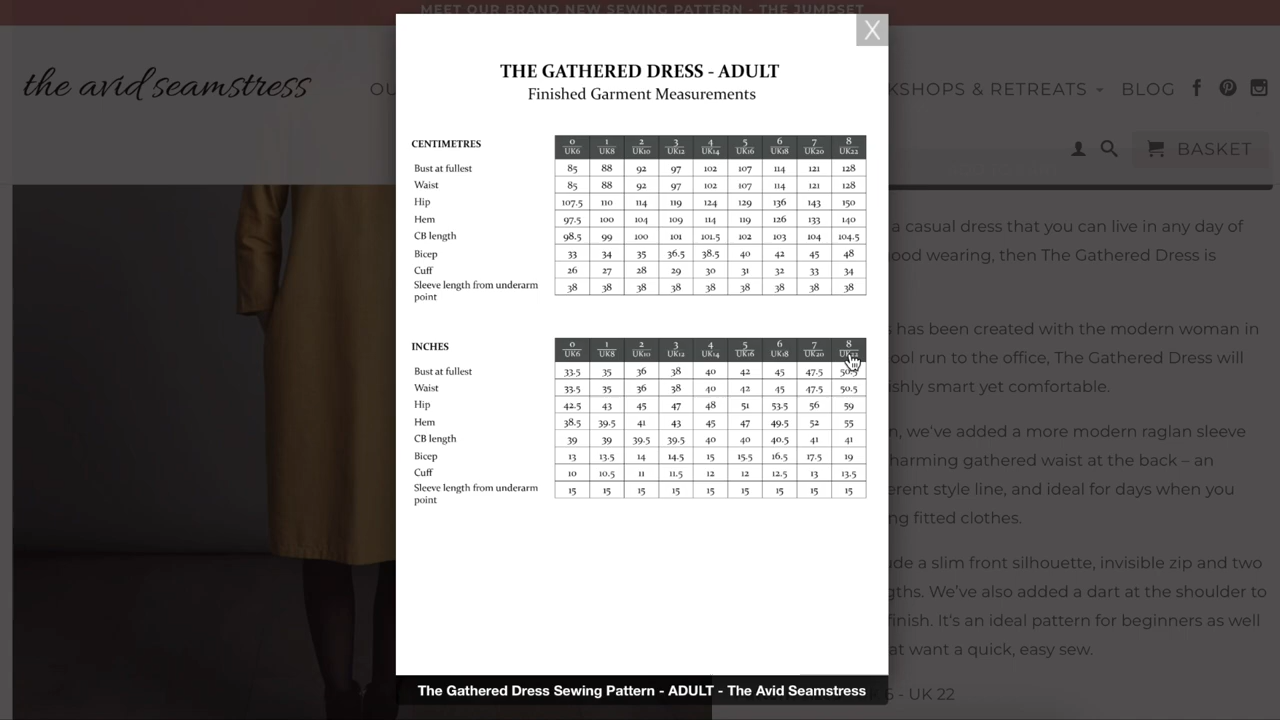 MEET OUR BRAND NEW SEWING PATTERN - THE JUMPSET
X
the avid seamstress
OU
KSHOPS & RETREATS
BLOG
BASKET
THE GATHERED DRESS - ADULT
Finished Garment Measurements
CENTIMETRES 0 UK6 1 UK8 2 UK10 3 UK12 4 UK14 5 UK16 6 UK18 7 UK20 8 UK22
Bust at fullest 85 88 92 97 102 107 114 121 128
Waist 85 88 92 97 102 107 114 121 128
Hip 107.5 110 114 119 124 129 136 143 150
Hem 97.5 100 104 109 114 119 126 133 140
CB length 98.5 99 100 101 101.5 102 103 104 104.5
Bicep 33 34 35 36.5 38.5 40 42 45 48
Cuff 26 27 28 29 30 31 32 33 34
Sleeve length from underarm point 38 38 38 38 38 38 38 38 38
INCHES 0 UK6 1 UK8 2 UK10 3 UK12 4 UK14 5 UK16 6 UK18 7 UK20 8 UK22
Bust at fullest 33.5 35 36 38 40 42 45 47.5 50.5
Waist 33.5 35 36 38 40 42 45 47.5 50.5
Hip 42.5 43 45 47 48 51 53.5 56 59
Hem 38.5 39.5 41 43 45 47 49.5 52 55
CB length 39 39 39.5 39.5 40 40 40.5 41 41
Bicep 13 13.5 14 14.5 15 15.5 16.5 17.5 19
Cuff 10 10.5 11 11.5 12 12 12.5 13 13.5
Sleeve length from underarm point 15 15 15 15 15 15 15 15 15
a casual dress that you can live in any day of
ood wearing, then The Gathered Dress is
s has been created with the modern woman in
ool run to the office, The Gathered Dress will
ishly smart yet comfortable.
n, we've added a more modern raglan sleeve
harming gathered waist at the back – an
erent style line, and ideal for days when you
ng fitted clothes.
ude a slim front silhouette, invisible zip and two
gths. We've also added a dart at the shoulder to
finish. It's an ideal pattern for beginners as well
at want a quick, easy sew.
6 - UK 22
The Gathered Dress Sewing Pattern - ADULT - The Avid Seamstress